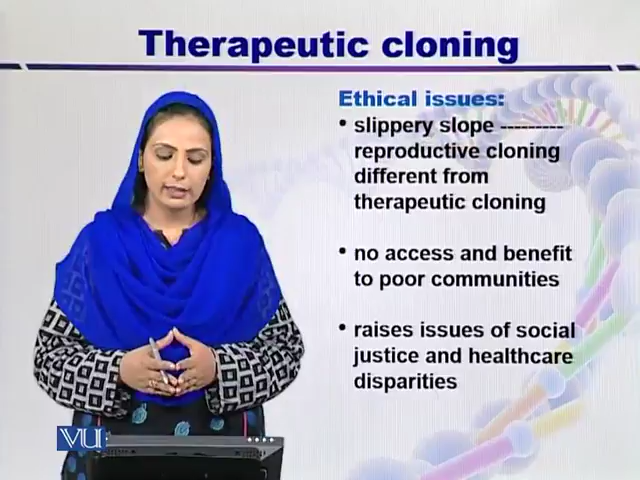 Therapeutic cloning
Ethical issues:
• slippery slope ---------
reproductive cloning
different from
therapeutic cloning
• no access and benefit
to poor communities
• raises issues of social
justice and healthcare
disparities
VU